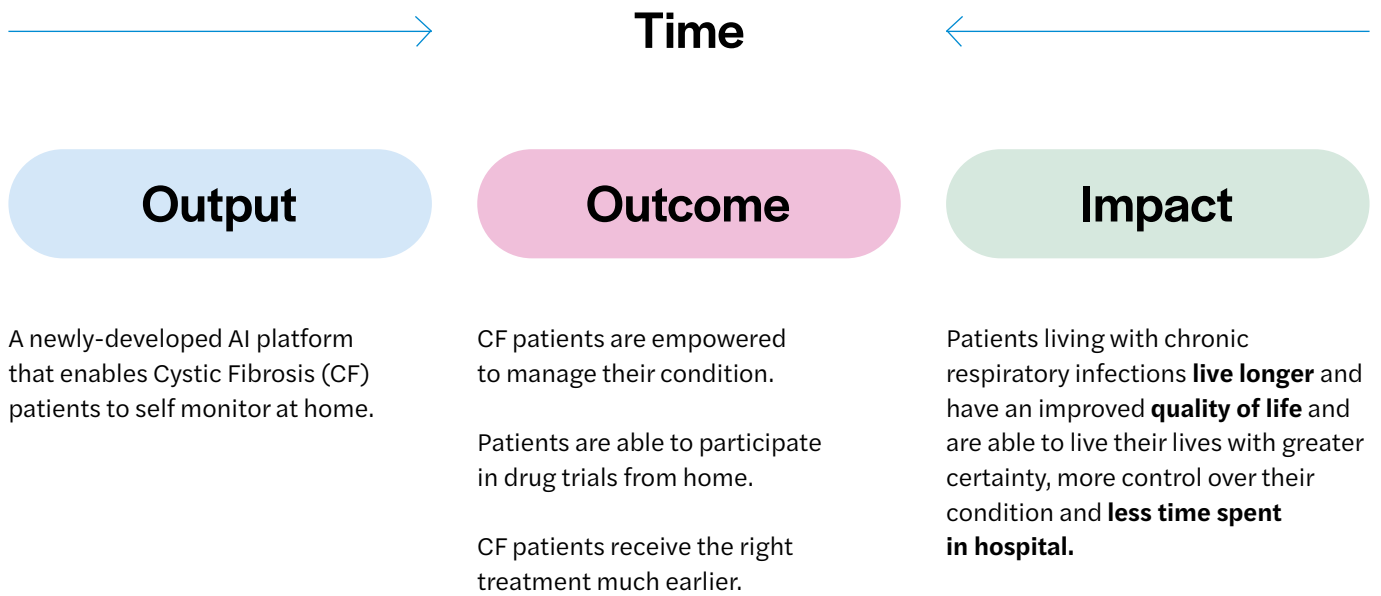 Time
Output
Outcome
Impact
A newly-developed AI platform
that enables Cystic Fibrosis (CF)
patients to self monitor at home.
CF patients are empowered
to manage their condition.
Patients are able to participate
in drug trials from home.
CF patients receive the right
treatment much earlier.
Patients living with chronic
respiratory infections live longer and
have an improved quality of life and
are able to live their lives with greater
certainty, more control over their
condition and less time spent
in hospital.